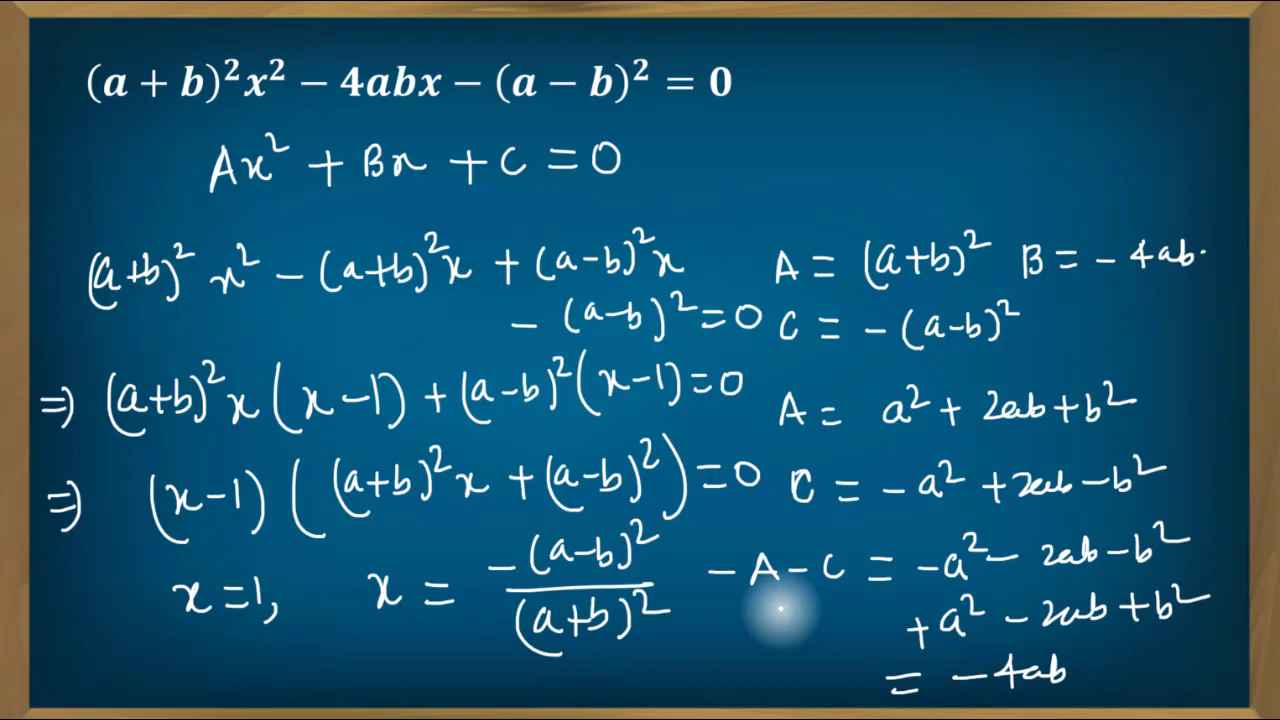 (a + b)²x² − 4abx − (a − b)² = 0
Ax² + Bx + C = 0
(a+b)² x² − (a+b)²x + (a−b)²x
− (a−b)² = 0
⇒ (a+b)²x (x−1) + (a−b)²(x−1) = 0
⇒ (x−1) ((a+b)²x + (a−b)²) = 0
x = 1, x = −(a−b)² / (a+b)²
A = (a+b)² B = − 4ab.
C = − (a−b)²
A = a² + 2ab + b²
C = − a² + 2ab − b²
− A − C = −a² − 2ab − b²
+ a² − 2ab + b²
= − 4ab